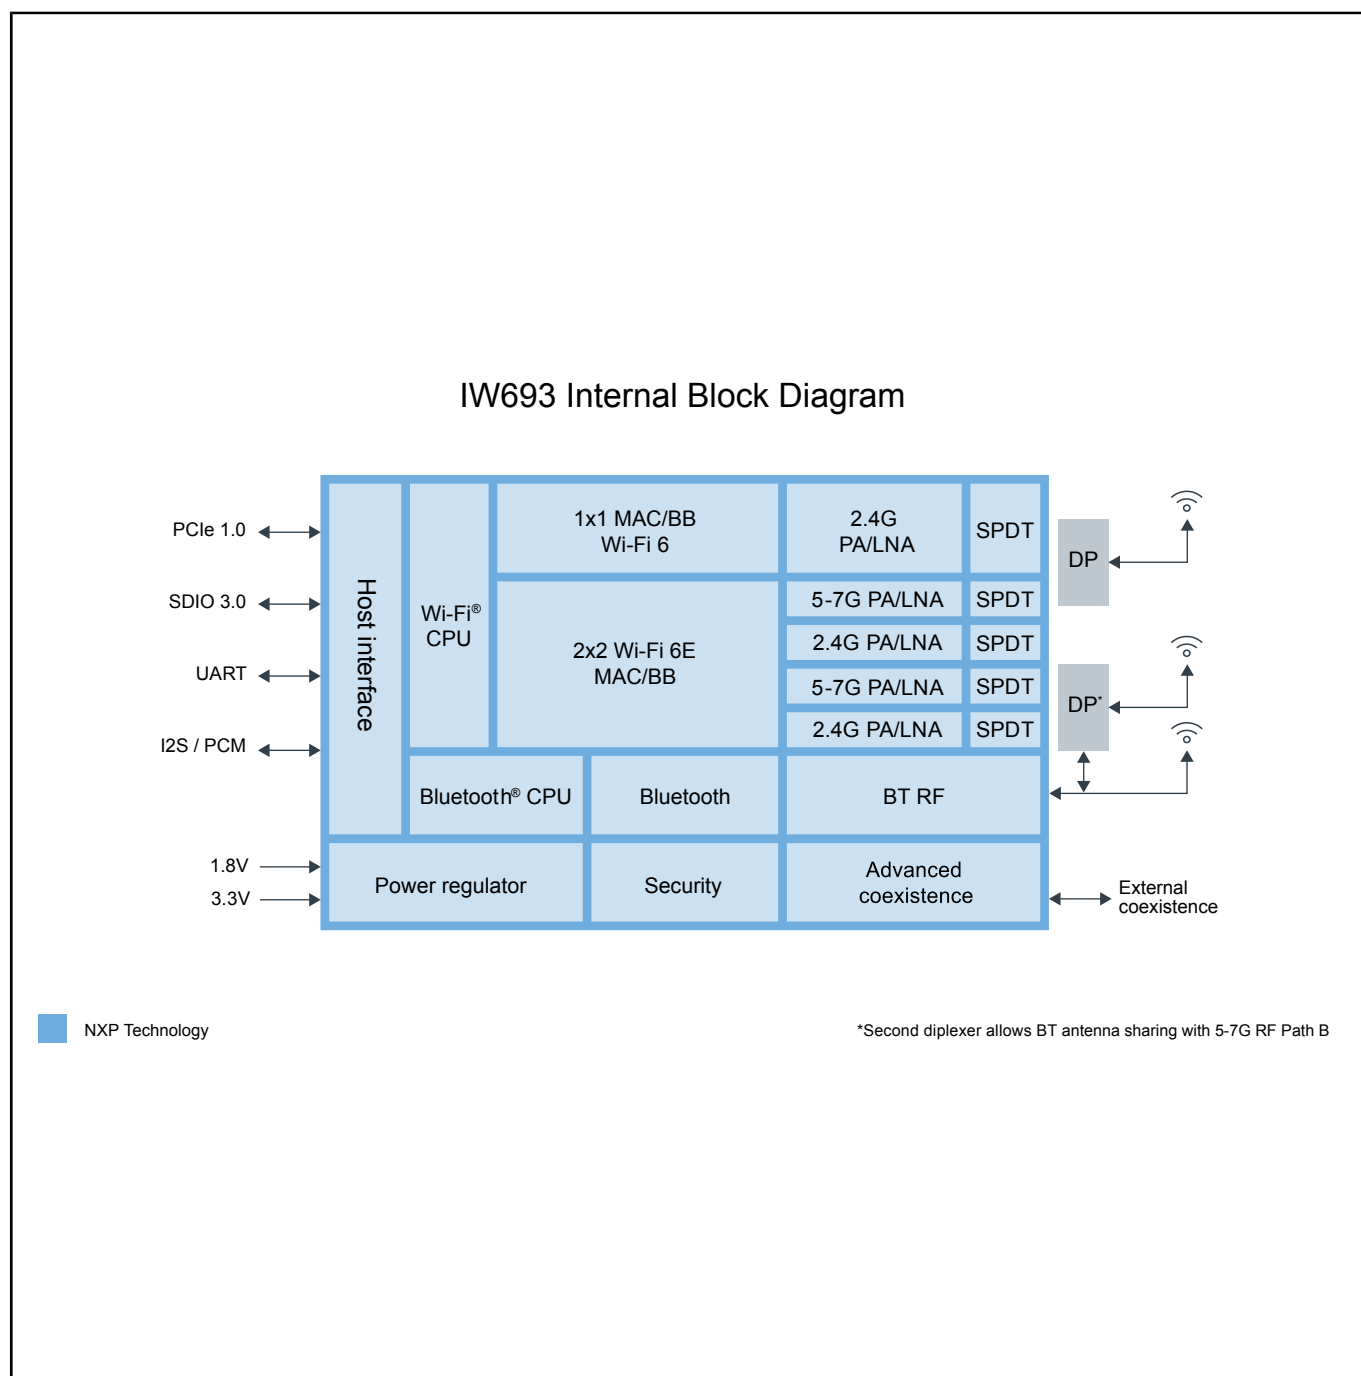 IW693 Internal Block Diagram
PCIe 1.0
SDIO 3.0
UART
I2S / PCM
1.8V
3.3V
Host interface
Wi-Fi®
CPU
1x1 MAC/BB
Wi-Fi 6
2.4G
PA/LNA
SPDT
2x2 Wi-Fi 6E
MAC/BB
5-7G PA/LNA
SPDT
2.4G PA/LNA
SPDT
5-7G PA/LNA
SPDT
2.4G PA/LNA
SPDT
Bluetooth® CPU
Bluetooth
BT RF
Power regulator
Security
Advanced
coexistence
DP
DP*
External
coexistence
NXP Technology
*Second diplexer allows BT antenna sharing with 5-7G RF Path B